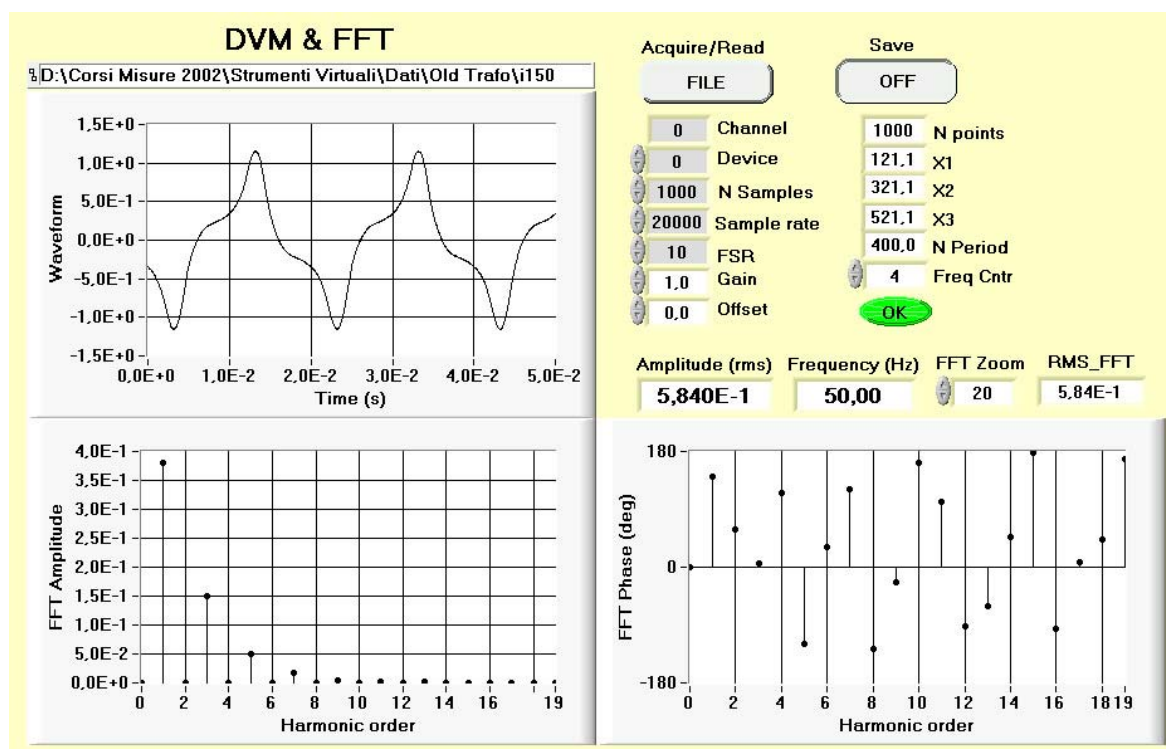 DVM & FFT
D:\Corsi Misure 2002\Strumenti Virtuali\Dati\Old Trafo\i150
Waveform
1,5E+0
1,0E+0
5,0E-1
0,0E+0
-5,0E-1
-1,0E+0
-1,5E+0
0,0E+0 1,0E-2 2,0E-2 3,0E-2 4,0E-2 5,0E-2
Time (s)
Acquire/Read Save
FILE OFF
0 Channel
0 Device
1000 N Samples
20000 Sample rate
10 FSR
1,0 Gain
0,0 Offset
1000 N points
121,1 X1
321,1 X2
521,1 X3
400,0 N Period
4 Freq Cntr
OK
Amplitude (rms) Frequency (Hz) FFT Zoom RMS_FFT
5,840E-1 50,00 20 5,84E-1
FFT Amplitude
4,0E-1
3,5E-1
3,0E-1
2,5E-1
2,0E-1
1,5E-1
1,0E-1
5,0E-2
0,0E+0
0 2 4 6 8 10 12 14 16 19
Harmonic order
FFT Phase (deg)
180
0
-180
0 2 4 6 8 10 12 14 16 18 19
Harmonic order